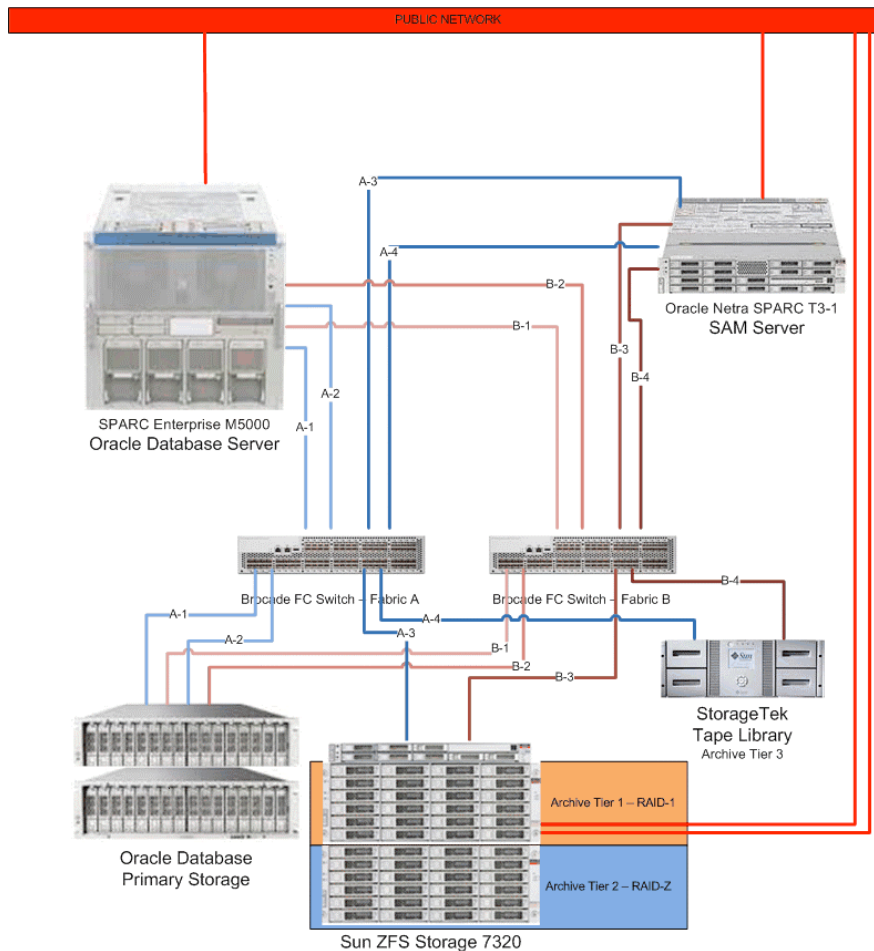 PUBLIC NETWORK
A-3
A-4
B-2
B-1
B-3
B-4
A-2
A-1
Oracle Netra SPARC T3-1
SAM Server
SPARC Enterprise M5000
Oracle Database Server
Brocade FC Switch – Fabric A
Brocade FC Switch – Fabric B
A-1
A-2
A-3
A-4
B-1
B-2
B-3
B-4
Sun
StorageTek
Tape Library
Archive Tier 3
Archive Tier 1 – RAID-1
Archive Tier 2 – RAID-Z
Oracle Database
Primary Storage
Sun ZFS Storage 7320